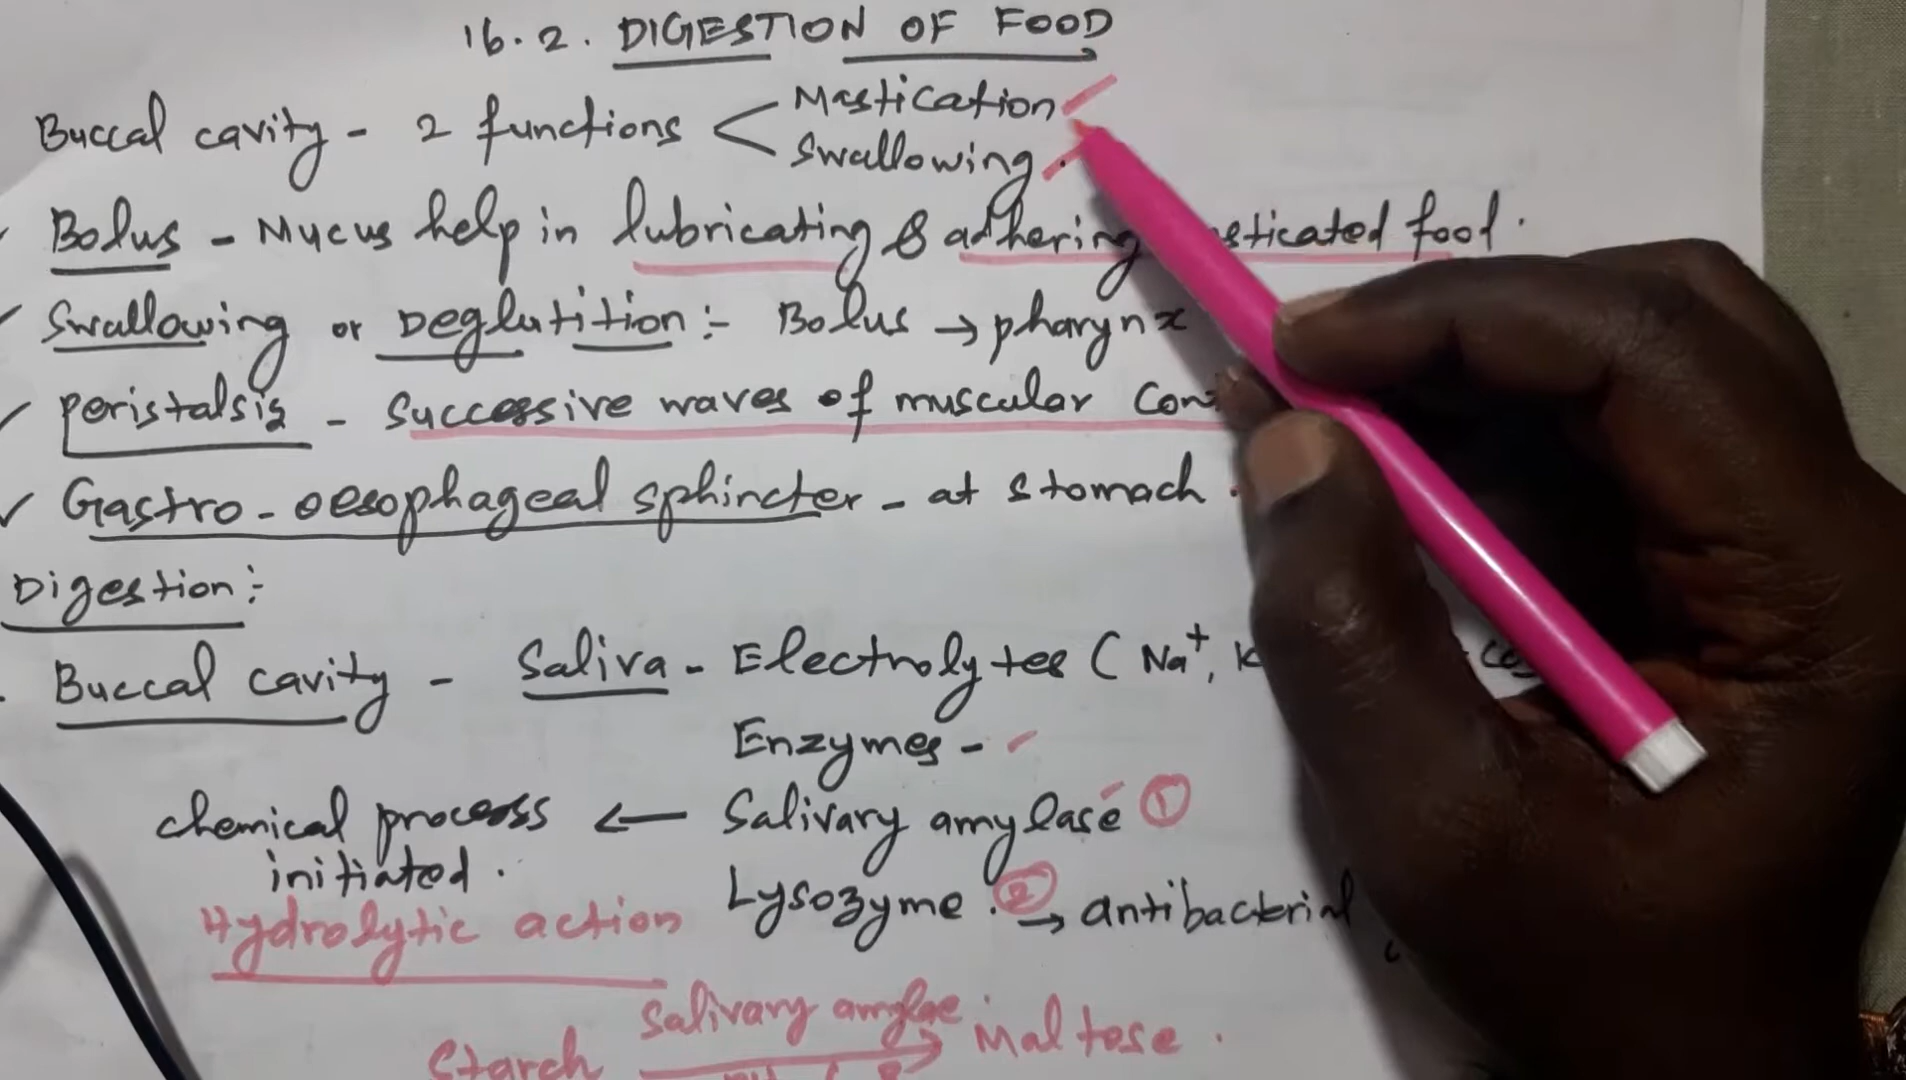 16.2. DIGESTION OF FOOD
Buccal cavity - 2 functions < Mastication
Swallowing.
Bolus - Mucus help in lubricating & adhering food.
Swallowing or Deglutition :- Bolus → pharynx
Peristalsis - Successive waves of muscular
Gastro-oesophageal sphincter - at stomach.
Digestion :-
Buccal cavity - Saliva - Electrolytes ( Na+, K
Enzymes -
chemical process ← Salivary amylase 1
initiated.
Lysozyme. 2 → antibacterial
Hydrolytic action
Salivary amylae
Starch → Maltose.